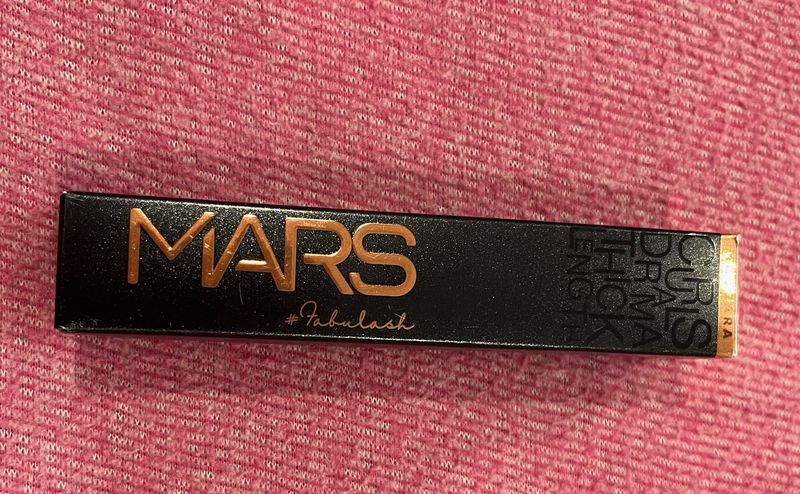 MARS
#Fabulash
CURLS
DRAMA
THICK
LENGTH